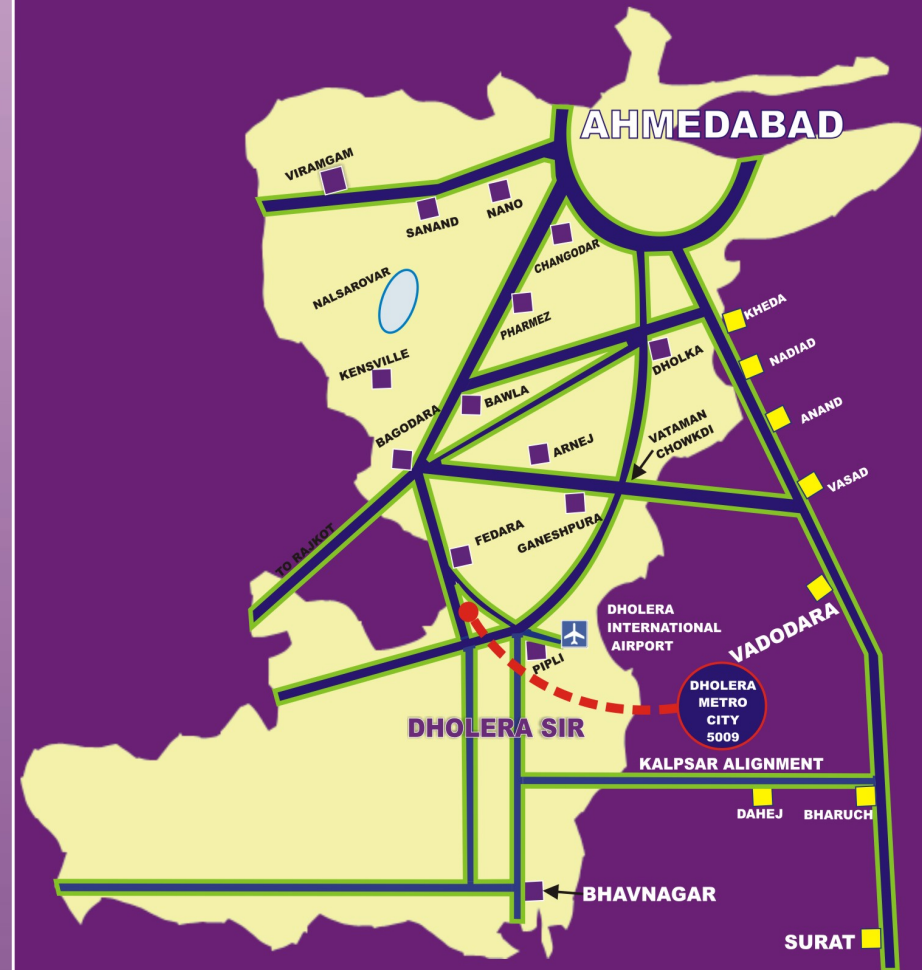 AHMEDABAD
VIRAMGAM
SANAND
NANO
CHANGODAR
NALSAROVAR
PHARMEZ
KHEDA
KENSVILLE
DHOLKA
NADIAD
BAWLA
ANAND
BAGODARA
ARNEJ
VATAMAN
CHOWKDI
VASAD
GANESHPURA
FEDARA
TO RAJKOT
DHOLERA
INTERNATIONAL
AIRPORT
VADODARA
PIPLI
DHOLERA
METRO
CITY
5009
DHOLERA SIR
KALPSAR ALIGNMENT
DAHEJ
BHARUCH
BHAVNAGAR
SURAT